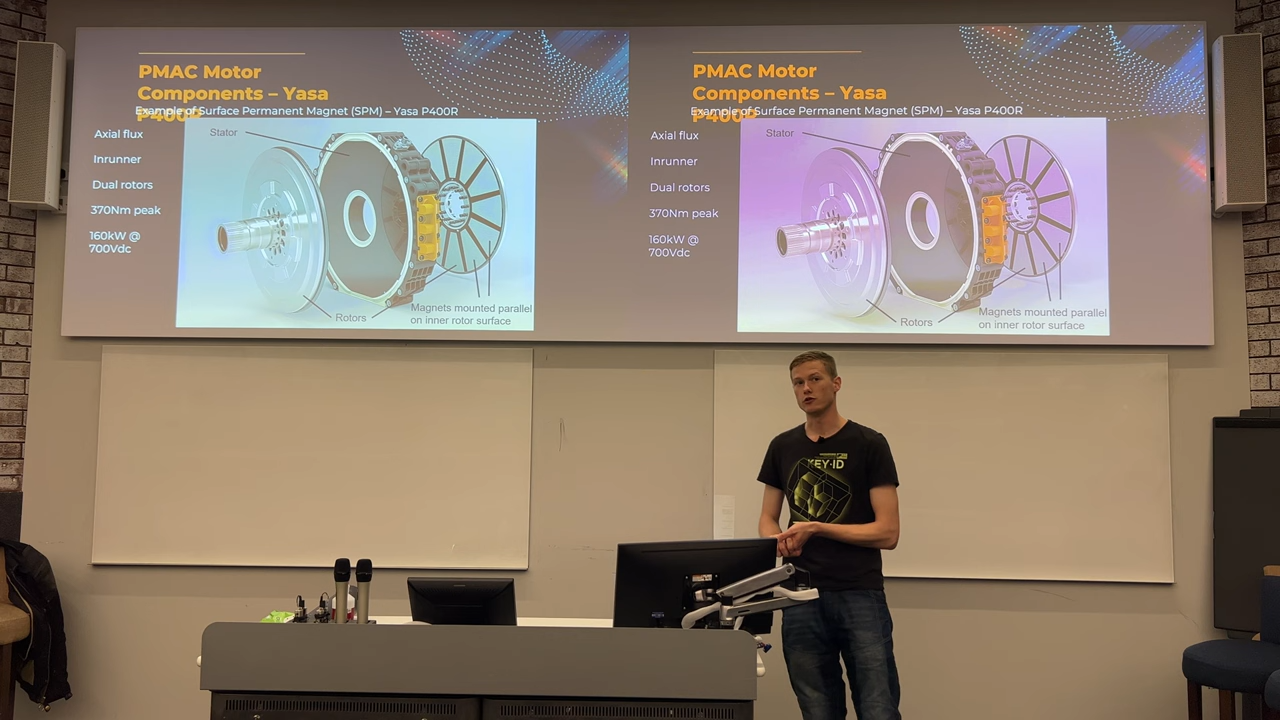 PMAC Motor
Components – Yasa
P400R
Example of Surface Permanent Magnet (SPM) – Yasa P400R
Axial flux
Inrunner
Dual rotors
370Nm peak
160kW @
700Vdc
Stator
Rotors
Magnets mounted parallel
on inner rotor surface
PMAC Motor
Components – Yasa
P400R
Example of Surface Permanent Magnet (SPM) – Yasa P400R
Axial flux
Inrunner
Dual rotors
370Nm peak
160kW @
700Vdc
Stator
Rotors
Magnets mounted parallel
on inner rotor surface
KEY-ID